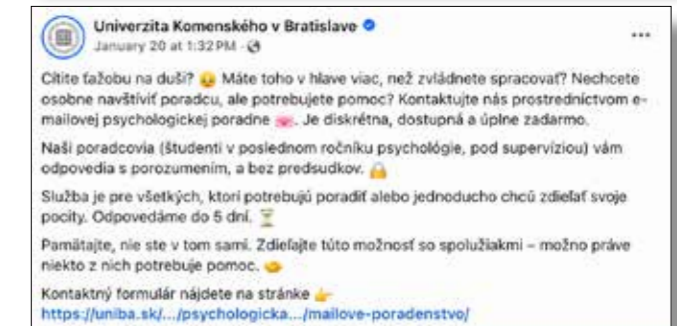 Univerzita Komenského v Bratislave
January 20 at 1:32 PM ·
Cítite ťažobu na duši? 😔 Máte toho v hlave viac, než zvládnete spracovať? Nechcete
osobne navštíviť poradcu, ale potrebujete pomoc? Kontaktujte nás prostredníctvom e-
mailovej psychologickej poradne 💌. Je diskrétna, dostupná a úplne zadarmo.
Naši poradcovia (študenti v poslednom ročníku psychológie, pod supervíziou) vám
odpovedia s porozumením, a bez predsudkov. 🔒
Služba je pre všetkých, ktorí potrebujú poradiť alebo jednoducho chcú zdieľať svoje
pocity. Odpovedáme do 5 dní. ⏳
Pamätajte, nie ste v tom sami. Zdieľajte túto možnosť so spolužiakmi – možno práve
niekto z nich potrebuje pomoc. 🤝
Kontaktný formulár nájdete na stránke 👉
https://uniba.sk/.../psychologicka.../mailove-poradenstvo/